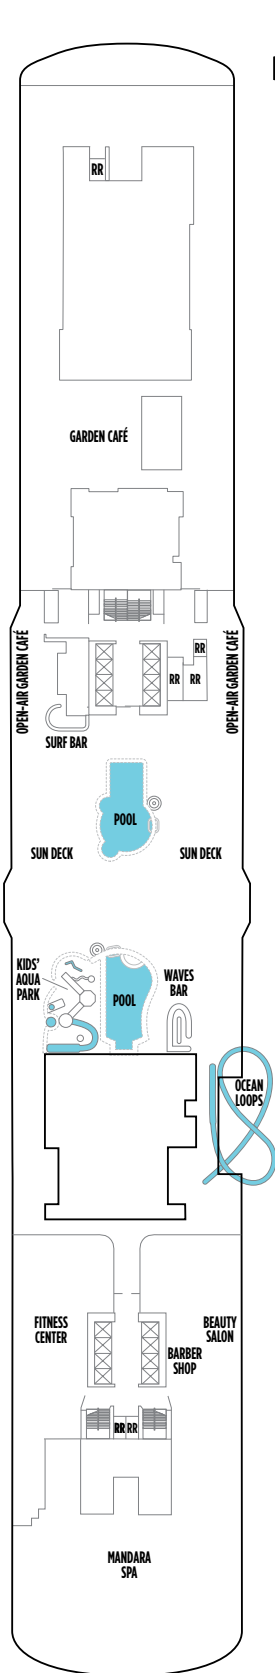 RR
GARDEN CAFÉ
OPEN-AIR GARDEN CAFÉ
OPEN-AIR GARDEN CAFÉ
RR
RR
RR
SURF BAR
POOL
SUN DECK
SUN DECK
KIDS'
AQUA
PARK
POOL
WAVES
BAR
OCEAN
LOOPS
FITNESS
CENTER
BEAUTY
SALON
BARBER
SHOP
RR
RR
MANDARA
SPA